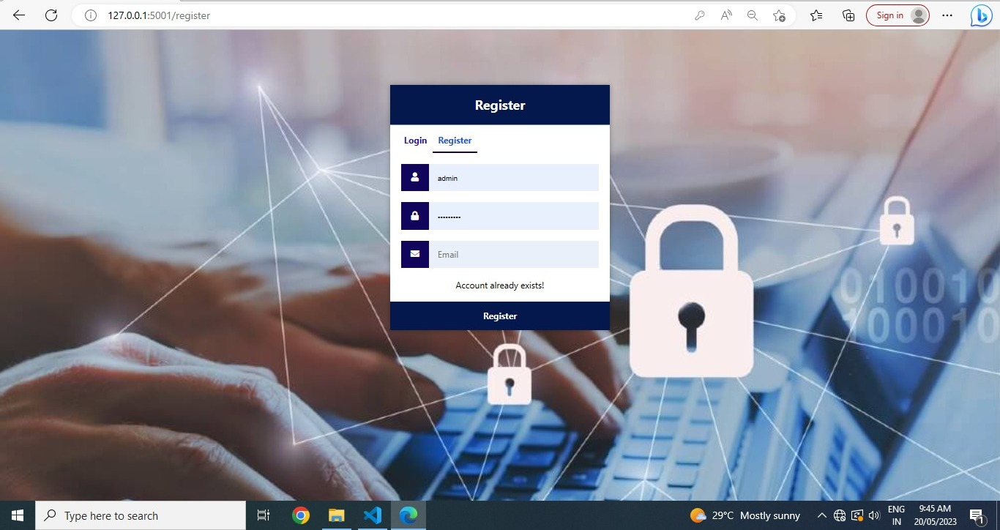 127.0.0.1:5001/register
Sign in
Register
Login Register
admin
•••••••••
Email
Account already exists!
Register
010010
100010
Type here to search
29°C Mostly sunny
ENG
IN
9:45 AM
20/05/2023
1